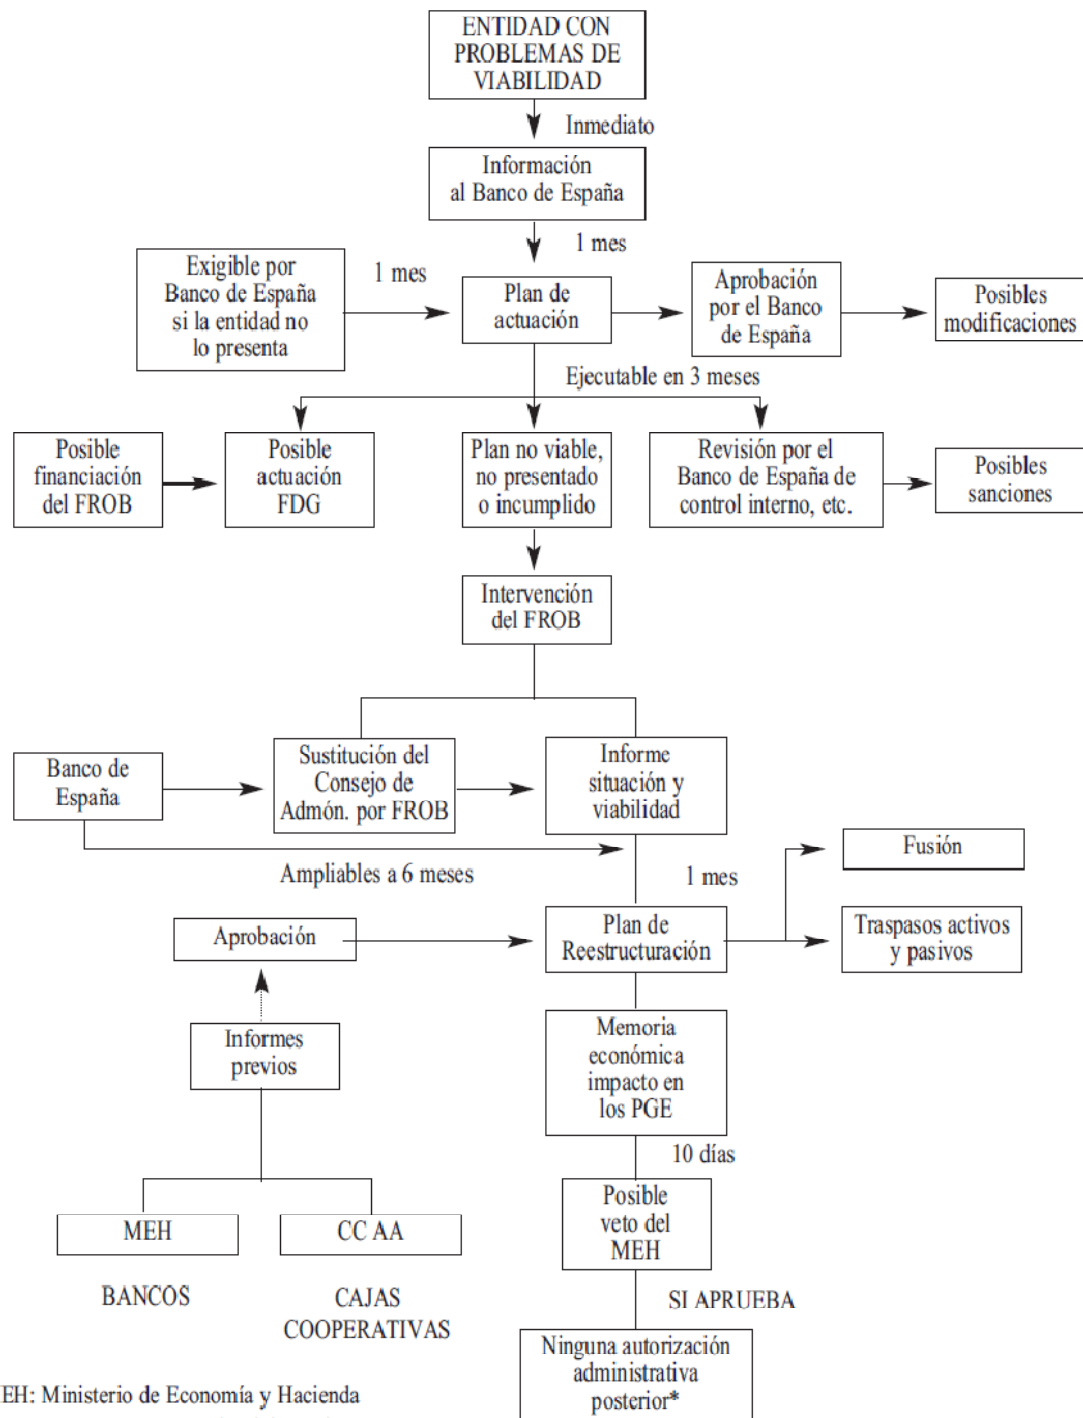 ENTIDAD CON
PROBLEMAS DE
VIABILIDAD
Inmediato
Información
al Banco de España
1 mes
Exigible por
Banco de España
si la entidad no
lo presenta
1 mes
Plan de
actuación
Aprobación
por el Banco
de España
Posibles
modificaciones
Ejecutable en 3 meses
Posible
financiación
del FROB
Posible
actuación
FDG
Plan no viable,
no presentado
o incumplido
Revisión por el
Banco de España de
control interno, etc.
Posibles
sanciones
Intervención
del FROB
Banco de
España
Sustitución del
Consejo de
Admón. por FROB
Informe
situación y
viabilidad
Ampliables a 6 meses
1 mes
Fusión
Aprobación
Plan de
Reestructuración
Traspasos activos
y pasivos
Informes
previos
Memoria
económica
impacto en
los PGE
10 días
MEH
CC AA
Posible
veto del
MEH
BANCOS
CAJAS
COOPERATIVAS
SI APRUEBA
Ninguna autorización
administrativa
posterior*
EH: Ministerio de Economía y Hacienda